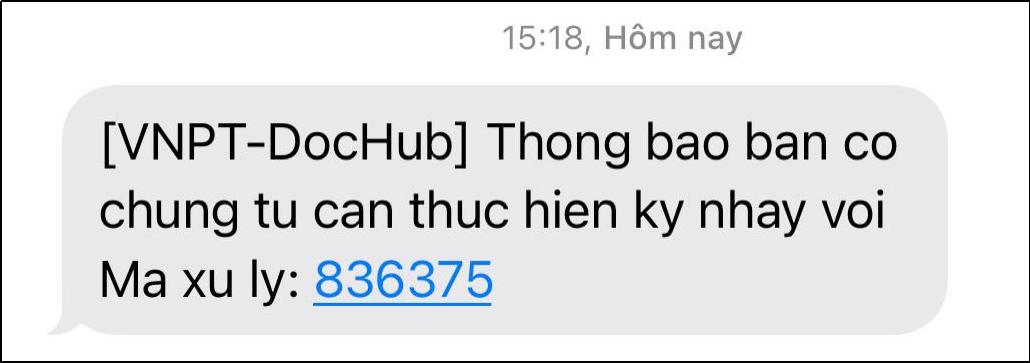 15:18, Hôm nay
[VNPT-DocHub] Thong bao ban co
chung tu can thuc hien ky nhay voi
Ma xu ly: 836375